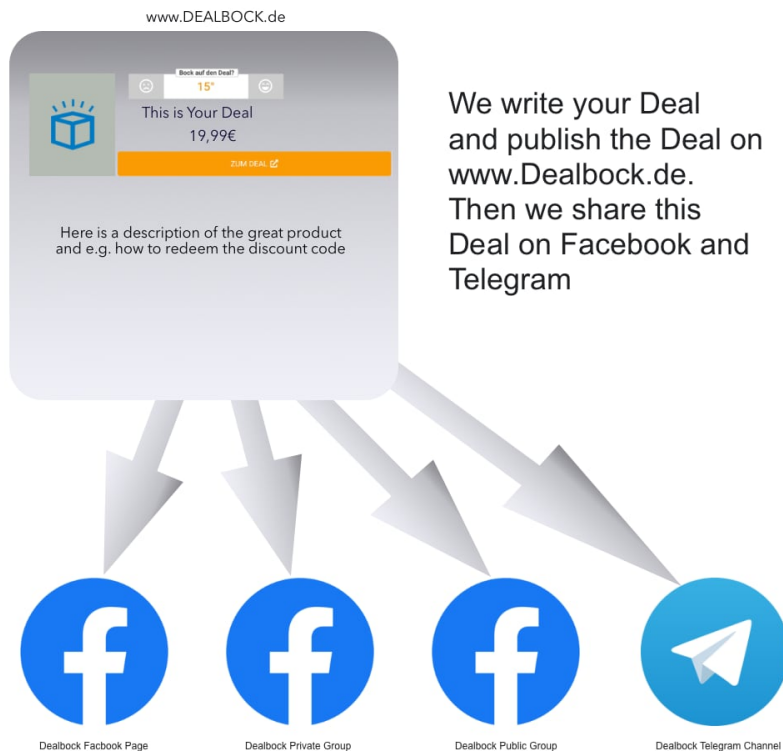 www.DEALBOCK.de
Bock auf den Deal?
15°
This is Your Deal
19,99€
ZUM DEAL
Here is a description of the great product
and e.g. how to redeem the discount code
We write your Deal
and publish the Deal on
www.Dealbock.de.
Then we share this
Deal on Facebook and
Telegram
Dealbock Facbook Page
Dealbock Private Group
Dealbock Public Group
Dealbock Telegram Channel